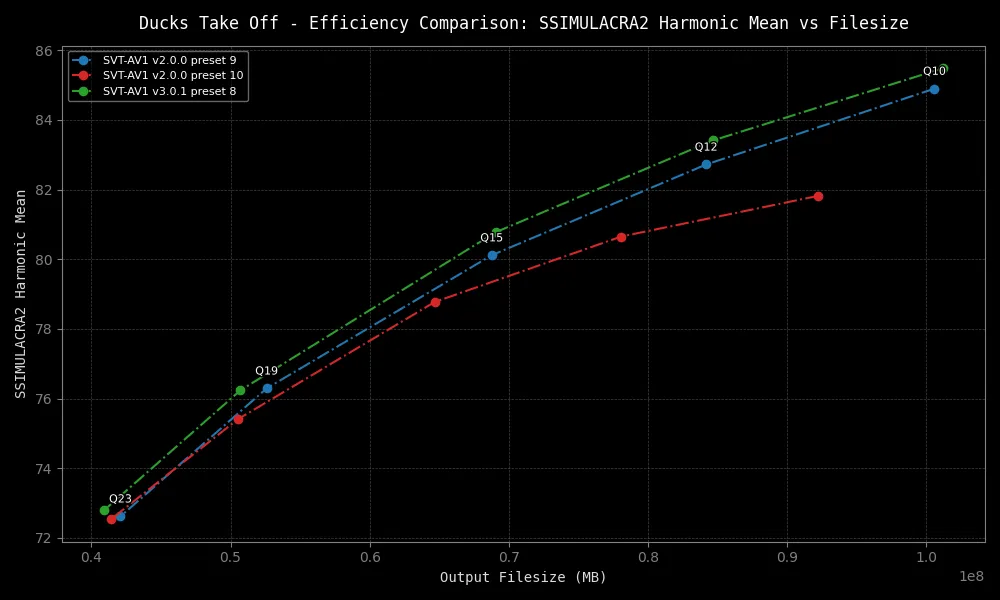 Ducks Take Off - Efficiency Comparison: SSIMULACRA2 Harmonic Mean vs Filesize
SVT-AV1 v2.0.0 preset 9
SVT-AV1 v2.0.0 preset 10
SVT-AV1 v3.0.1 preset 8
86
84
82
80
78
76
74
72
SSIMULACRA2 Harmonic Mean
Q10
Q12
Q15
Q19
Q23
0.4
0.5
0.6
0.7
0.8
0.9
1.0
1e8
Output Filesize (MB)